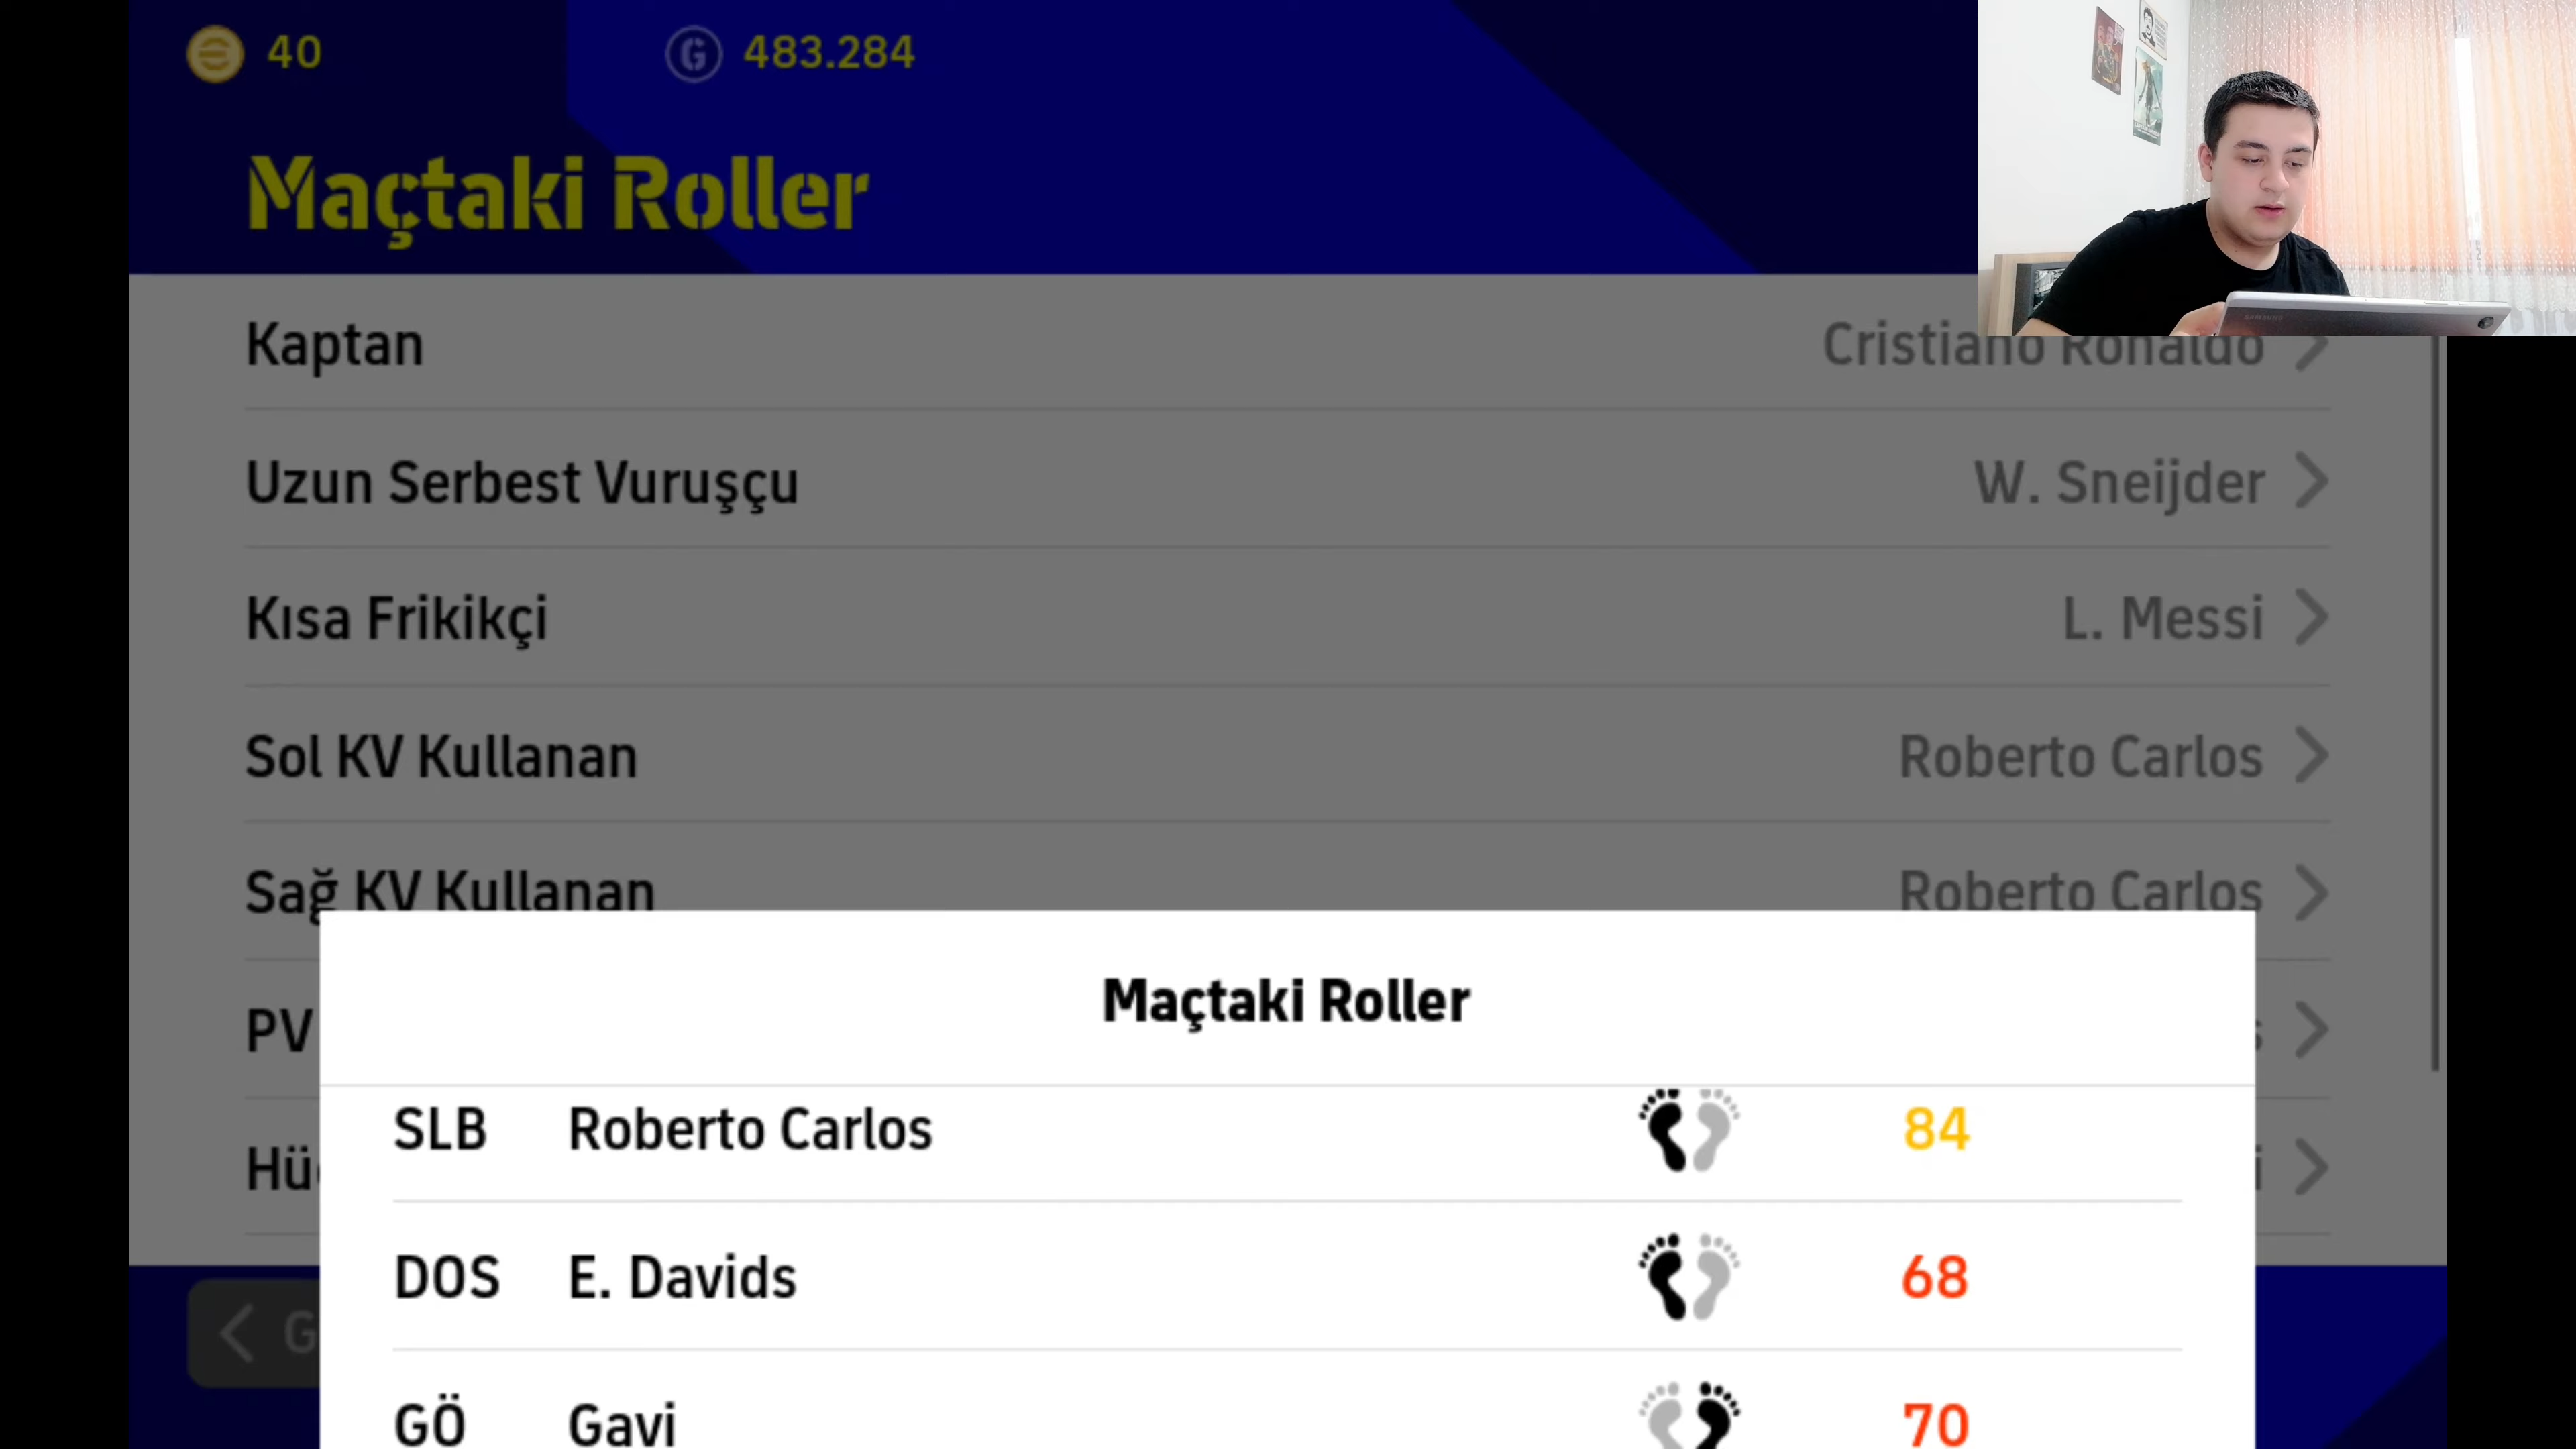 40
483.284
Maçtaki Roller
Kaptan Cristiano Ronaldo
Uzun Serbest Vuruşçu W. Sneijder
Kısa Frikikçi L. Messi
Sol KV Kullanan Roberto Carlos
Sağ KV Kullanan Roberto Carlos
PV
Maçtaki Roller
SLB Roberto Carlos 84
DOS E. Davids 68
GÖ Gavi 70